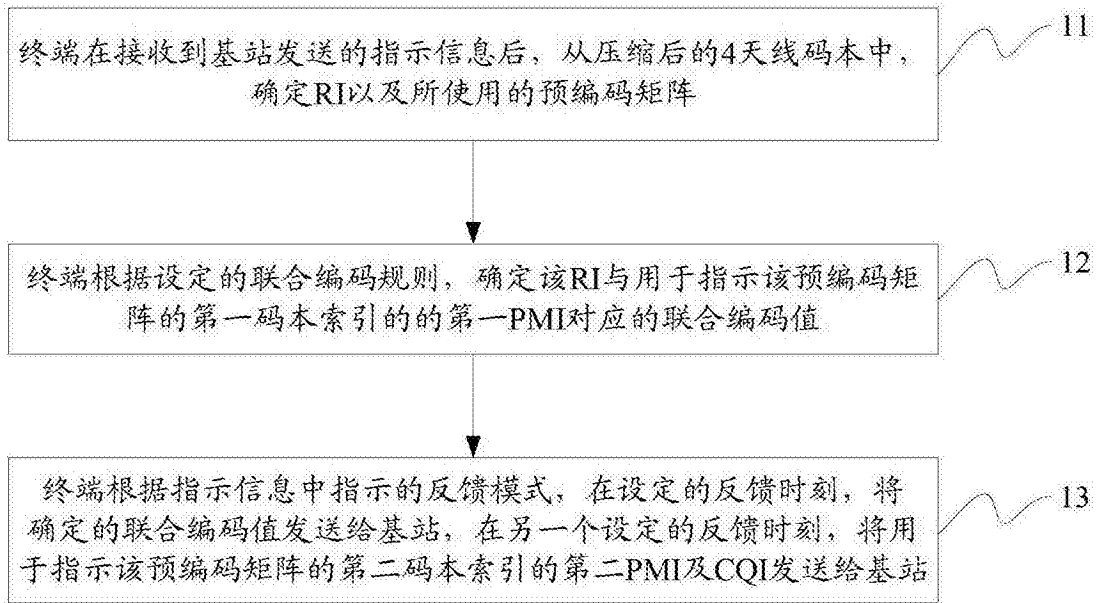 终端在接收到基站发送的指示信息后，从压缩后的4天线码本中，
确定RI以及所使用的预编码矩阵
11
终端根据设定的联合编码规则，确定该RI与用于指示该预编码矩
阵的第一码本索引的的第一PMI对应的联合编码值
12
终端根据指示信息中指示的反馈模式，在设定的反馈时刻，将
确定的联合编码值发送给基站，在另一个设定的反馈时刻，将用
于指示该预编码矩阵的第二码本索引的第二PMI及CQI发送给基站
13